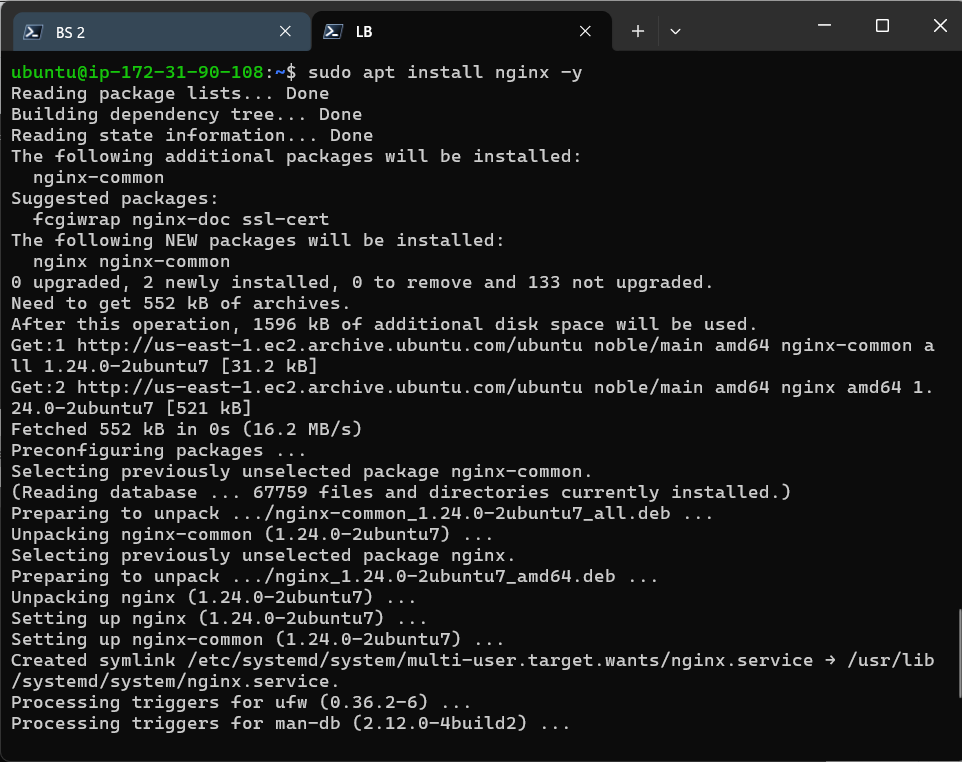 BS 2
LB
ubuntu@ip-172-31-90-108:~$ sudo apt install nginx -y
Reading package lists... Done
Building dependency tree... Done
Reading state information... Done
The following additional packages will be installed:
  nginx-common
Suggested packages:
  fcgiwrap nginx-doc ssl-cert
The following NEW packages will be installed:
  nginx nginx-common
0 upgraded, 2 newly installed, 0 to remove and 133 not upgraded.
Need to get 552 kB of archives.
After this operation, 1596 kB of additional disk space will be used.
Get:1 http://us-east-1.ec2.archive.ubuntu.com/ubuntu noble/main amd64 nginx-common a
ll 1.24.0-2ubuntu7 [31.2 kB]
Get:2 http://us-east-1.ec2.archive.ubuntu.com/ubuntu noble/main amd64 nginx amd64 1.
24.0-2ubuntu7 [521 kB]
Fetched 552 kB in 0s (16.2 MB/s)
Preconfiguring packages ...
Selecting previously unselected package nginx-common.
(Reading database ... 67759 files and directories currently installed.)
Preparing to unpack .../nginx-common_1.24.0-2ubuntu7_all.deb ...
Unpacking nginx-common (1.24.0-2ubuntu7) ...
Selecting previously unselected package nginx.
Preparing to unpack .../nginx_1.24.0-2ubuntu7_amd64.deb ...
Unpacking nginx (1.24.0-2ubuntu7) ...
Setting up nginx (1.24.0-2ubuntu7) ...
Setting up nginx-common (1.24.0-2ubuntu7) ...
Created symlink /etc/systemd/system/multi-user.target.wants/nginx.service → /usr/lib
/systemd/system/nginx.service.
Processing triggers for ufw (0.36.2-6) ...
Processing triggers for man-db (2.12.0-4build2) ...